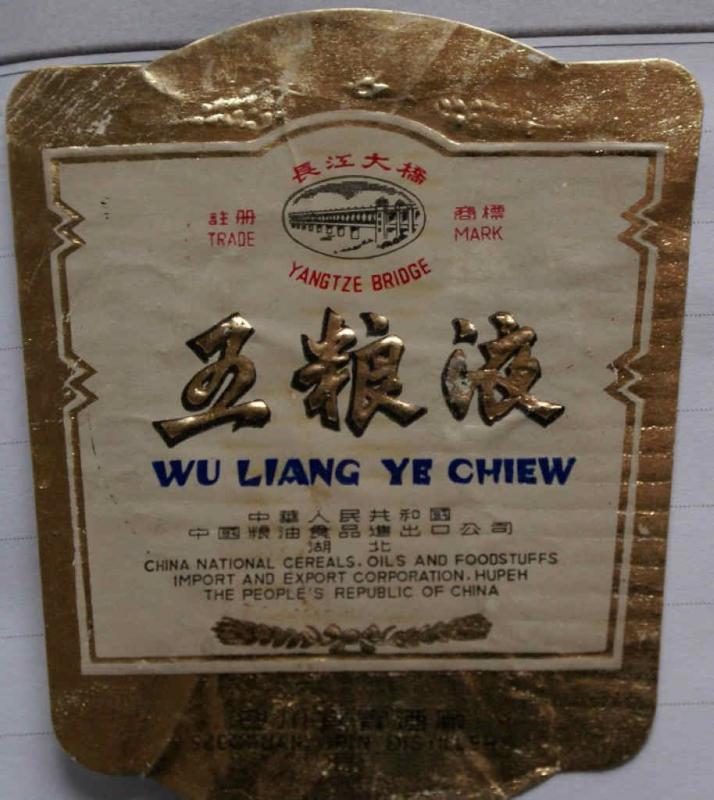 長江大橋
註册 商標
TRADE MARK
YANGTZE BRIDGE
五粮液
WU LIANG YE CHIEW
中華人民共和國
中國粮油食品進出口公司
湖北
CHINA NATIONAL CEREALS. OILS AND FOODSTUFFS
IMPORT AND EXPORT CORPORATION. HUPEH
THE PEOPLE'S REPUBLIC OF CHINA